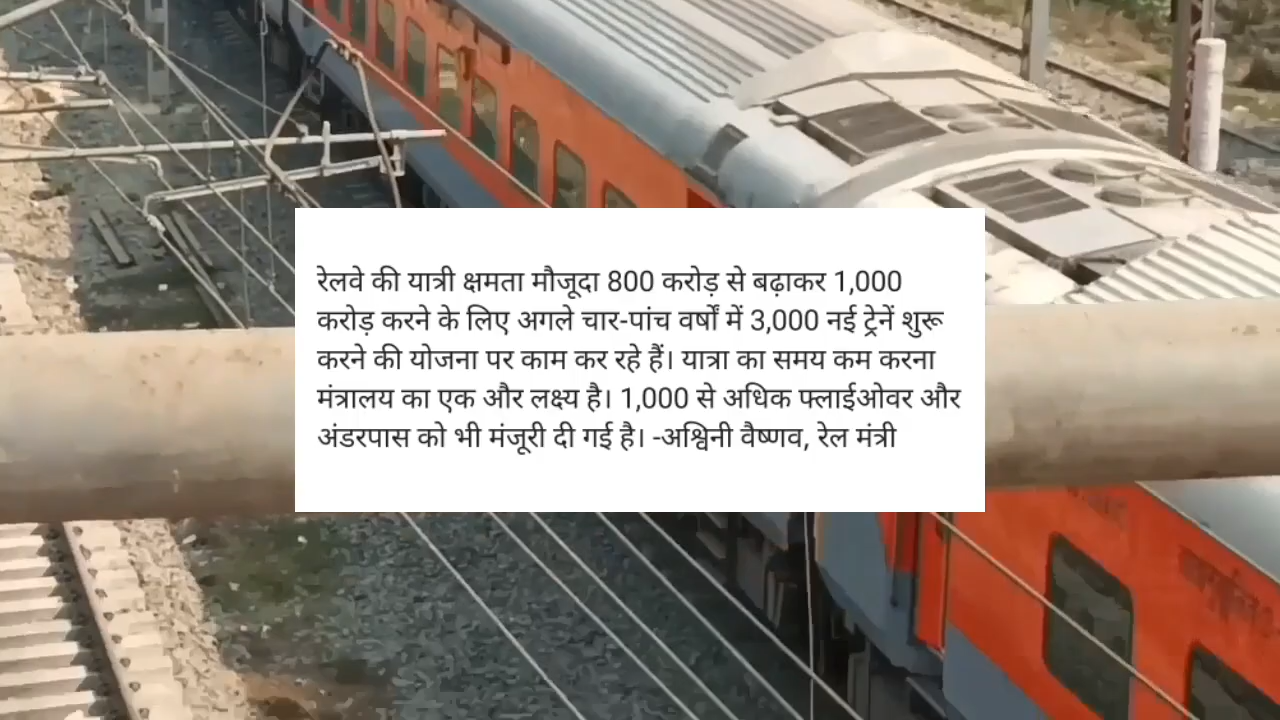 रेलवे की यात्री क्षमता मौजूदा 800 करोड़ से बढ़ाकर 1,000
करोड़ करने के लिए अगले चार-पांच वर्षों में 3,000 नई ट्रेनें शुरू
करने की योजना पर काम कर रहे हैं। यात्रा का समय कम करना
मंत्रालय का एक और लक्ष्य है। 1,000 से अधिक फ्लाईओवर और
अंडरपास को भी मंजूरी दी गई है। -अश्विनी वैष्णव, रेल मंत्री